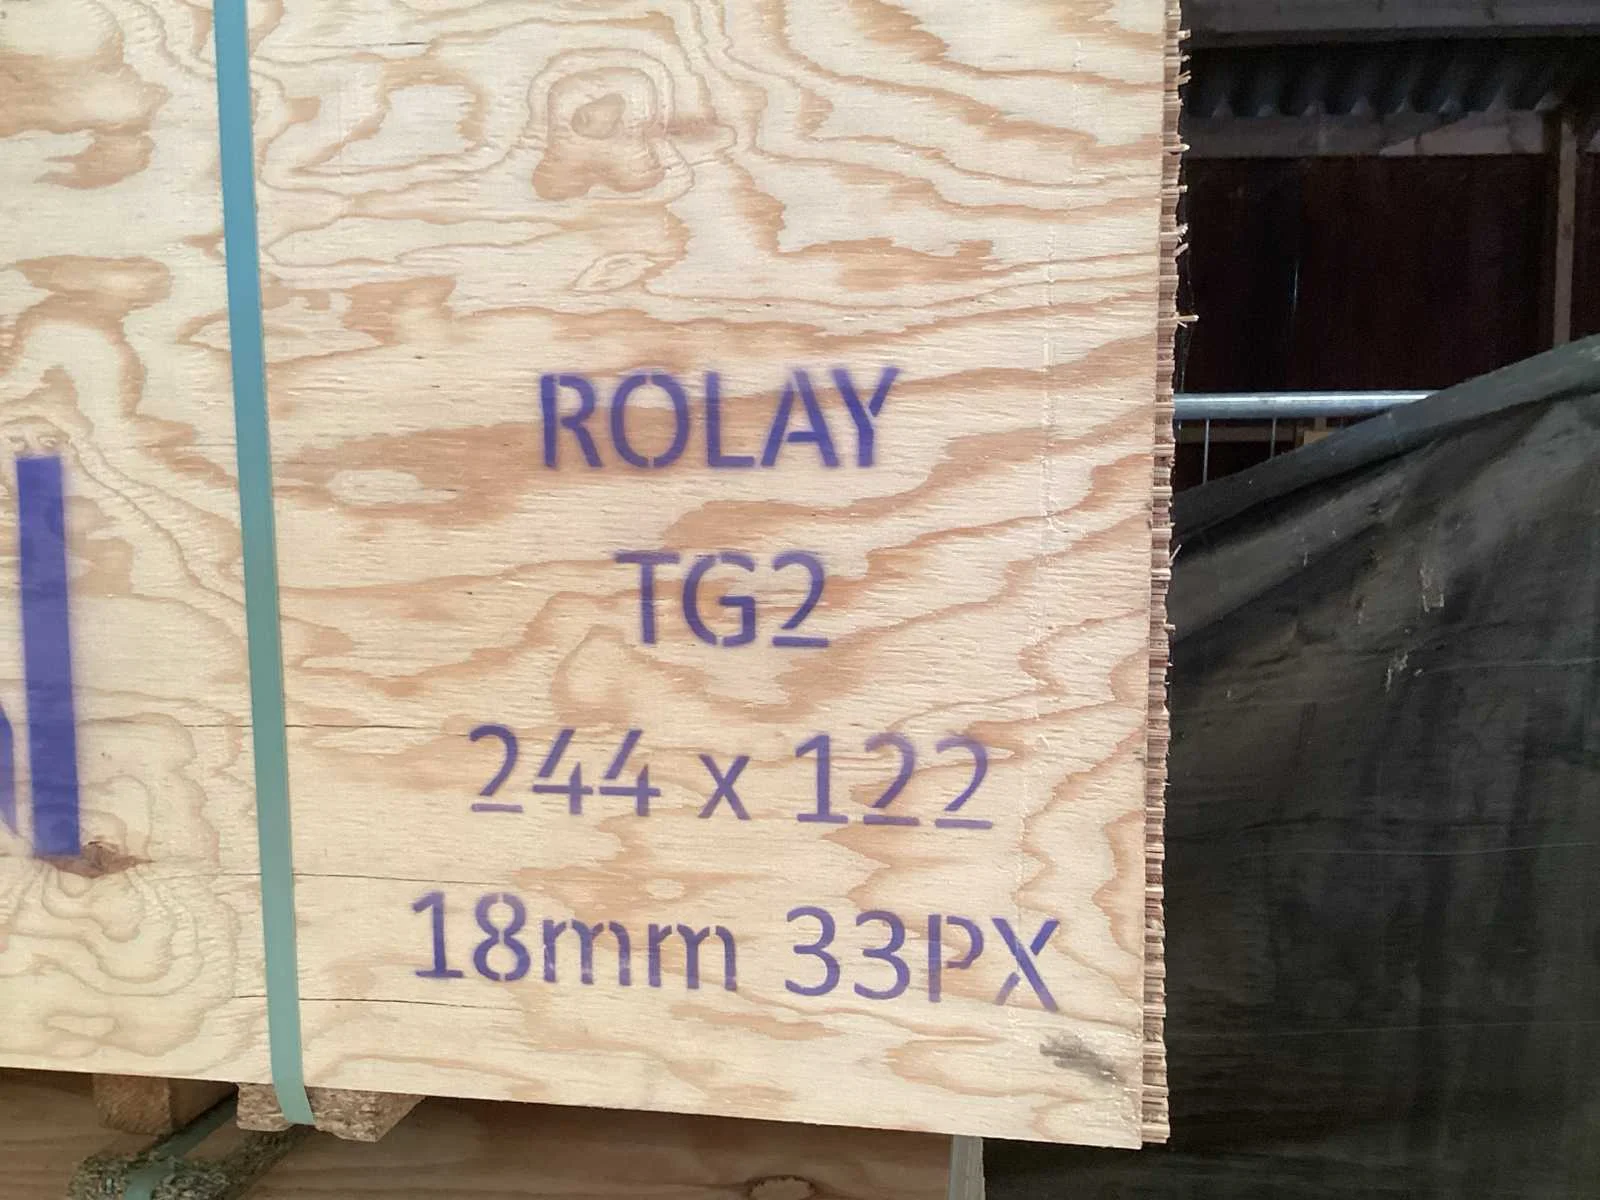 ROLAY
TG2
244 x 122
18mm 33PX